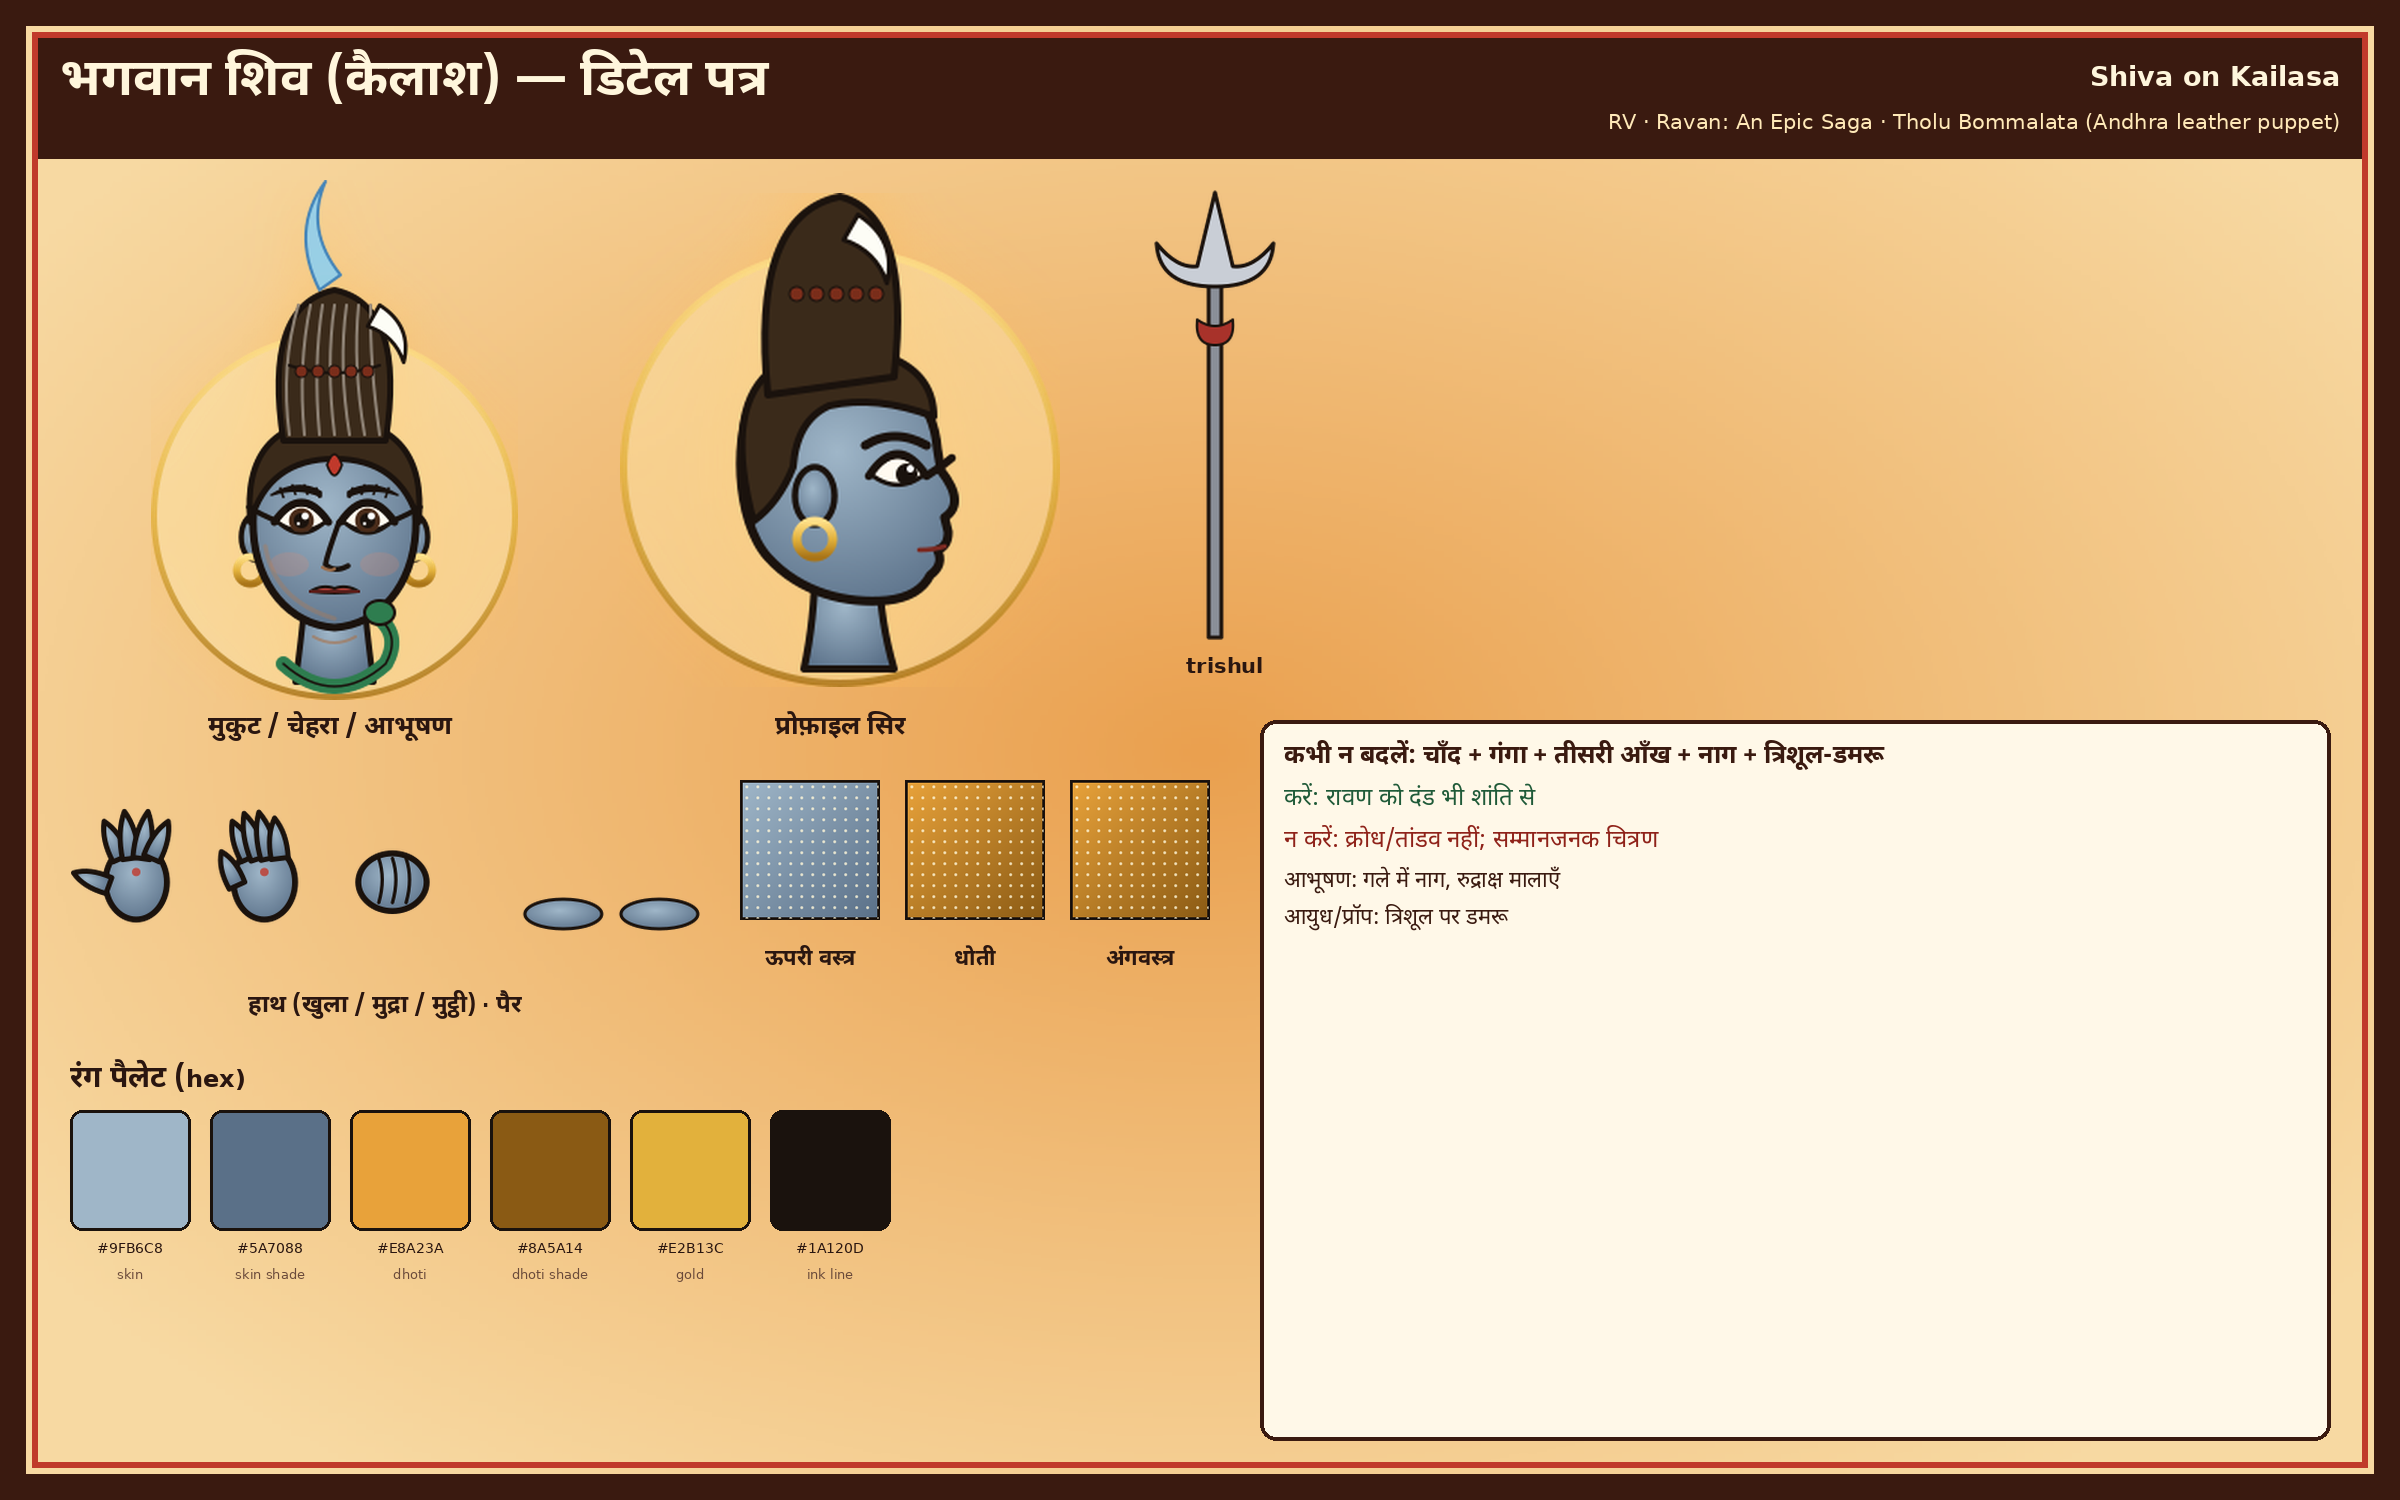 भगवान शिव (कैलाश) — डिटेल पत्र
Shiva on Kailasa
RV · Ravan: An Epic Saga · Tholu Bommalata (Andhra leather puppet)
trishul
मुकुट / चेहरा / आभूषण
प्रोफ़ाइल सिर
कभी न बदलें: चाँद + गंगा + तीसरी आँख + नाग + त्रिशूल-डमरू
करें: रावण को दंड भी शांति से
न करें: क्रोध/तांडव नहीं; सम्मानजनक चित्रण
आभूषण: गले में नाग, रुद्राक्ष मालाएँ
आयुध/प्रॉप: त्रिशूल पर डमरू
ऊपरी वस्त्र
धोती
अंगवस्त्र
हाथ (खुला / मुद्रा / मुट्ठी) · पैर
रंग पैलेट (hex)
#9FB6C8
#5A7088
#E8A23A
#8A5A14
#E2B13C
#1A120D
skin
skin shade
dhoti
dhoti shade
gold
ink line